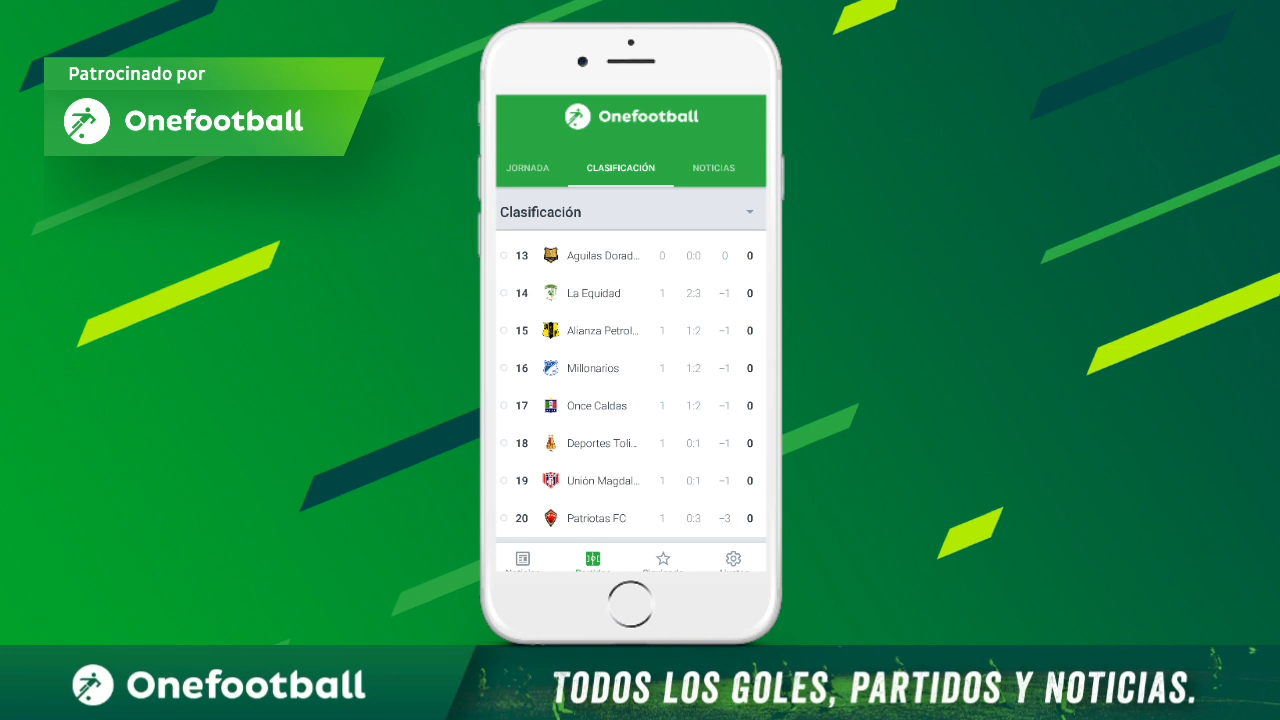 Patrocinado por
Onefootball
Onefootball
JORNADA CLASIFICACIÓN NOTICIAS
Clasificación
13 Aguilas Dorad... 0 0:0 0 0
14 La Equidad 1 2:3 −1 0
15 Alianza Petrol... 1 1:2 −1 0
16 Millonarios 1 1:2 −1 0
17 Once Caldas 1 1:2 −1 0
18 Deportes Toli... 1 0:1 −1 0
19 Unión Magdal... 1 0:1 −1 0
20 Patriotas FC 1 0:3 −3 0
Onefootball
TODOS LOS GOLES, PARTIDOS Y NOTICIAS.